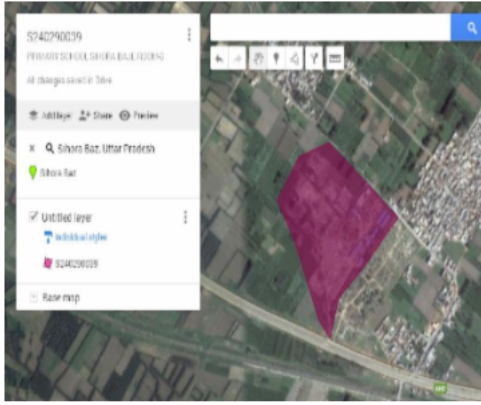 S240290039
PRIMARY SCHOOL SIHORA
All changes saved in Drive
Add layer Share Preview
Sihora Baz, Uttar Pradesh
Sihora Baz
Untitled layer
Individual styles
S240290039
Base map